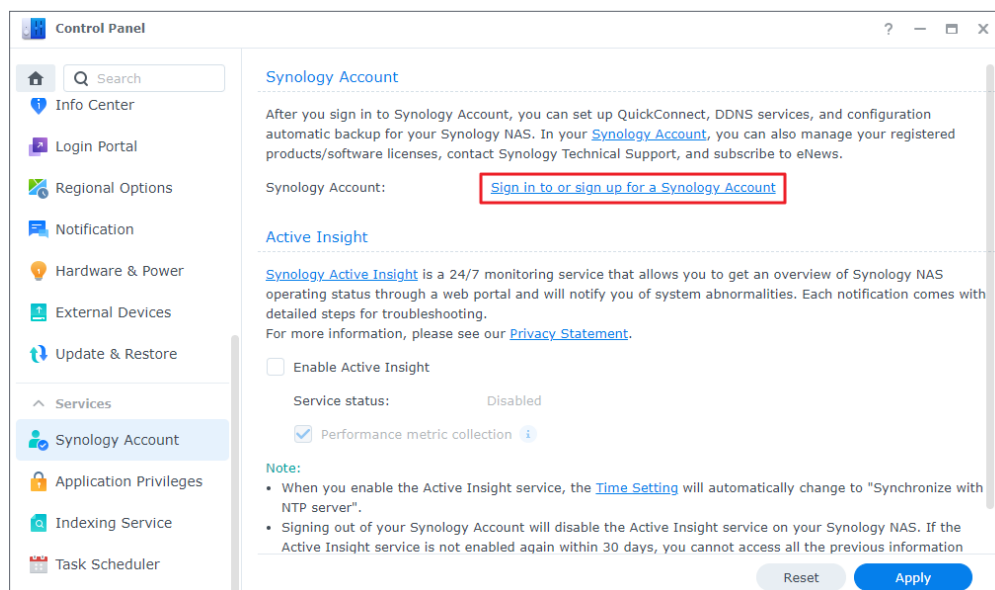 Control Panel
?
Search
Info Center
Login Portal
Regional Options
Notification
Hardware & Power
External Devices
Update & Restore
Services
Synology Account
Application Privileges
Indexing Service
Task Scheduler
Synology Account
After you sign in to Synology Account, you can set up QuickConnect, DDNS services, and configuration
automatic backup for your Synology NAS. In your Synology Account, you can also manage your registered
products/software licenses, contact Synology Technical Support, and subscribe to eNews.
Synology Account: Sign in to or sign up for a Synology Account
Active Insight
Synology Active Insight is a 24/7 monitoring service that allows you to get an overview of Synology NAS
operating status through a web portal and will notify you of system abnormalities. Each notification comes with
detailed steps for troubleshooting.
For more information, please see our Privacy Statement.
Enable Active Insight
Service status: Disabled
Performance metric collection i
Note:
• When you enable the Active Insight service, the Time Setting will automatically change to "Synchronize with
NTP server".
• Signing out of your Synology Account will disable the Active Insight service on your Synology NAS. If the
Active Insight service is not enabled again within 30 days, you cannot access all the previous information
Reset Apply